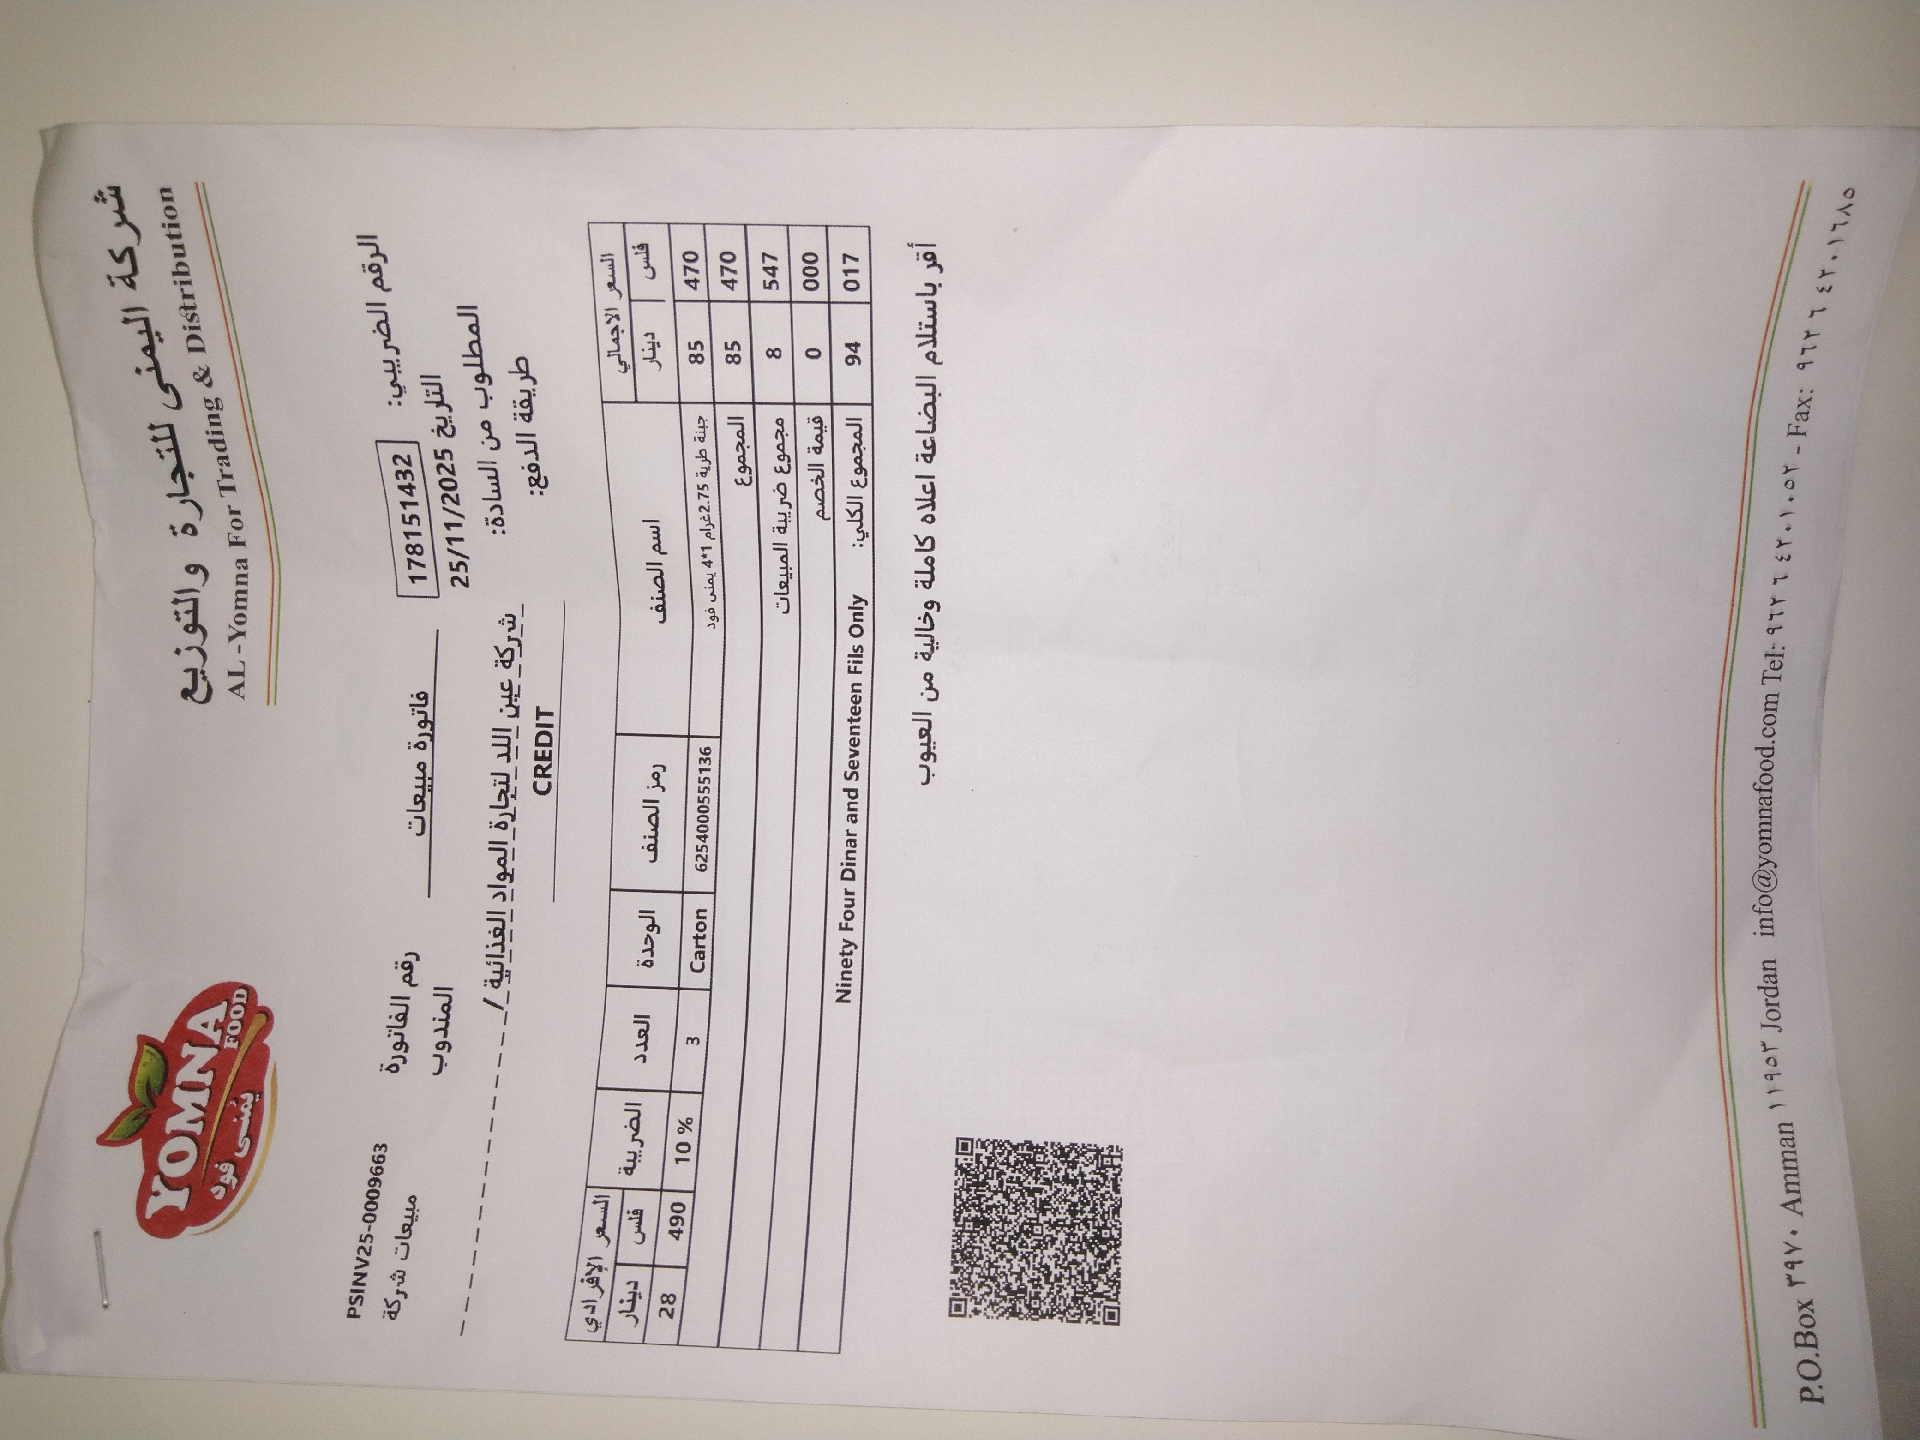 شركة اليمنى للتجارة والتوزيع
AL-Yomna For Trading & Distribution
YOMNA
FOOD
يُمنى فود
الرقم الضريبي: 178151432 رقم الفاتورة PSINV25-0009663
فاتورة مبيعات
التاريخ 25/11/2025 المندوب مبيعات شركة
المطلوب من السادة: شركة عين اللد لتجارة المواد الغذائية /
طريقة الدفع: CREDIT
السعر الاجمالي اسم الصنف رمز الصنف الوحدة العدد الضريبة السعر الإفرادي
فلس دينار فلس دينار
470 85 جبنة طرية 2.75غرام 1*4 يمنى فود 6254000555136 Carton 3 10 % 490 28
470 85 المجموع
547 8 مجموع ضريبة المبيعات
000 0 قيمة الخصم
017 94 المجموع الكلي: Ninety Four Dinar and Seventeen Fils Only
أقر باستلام البضاعة اعلاه كاملة وخالية من العيوب
P.O.Box ٣٩٧٠ Amman ١١٩٥٣ Jordan info@yomnafood.com Tel: ٩٦٢ ٦ ٤٢٠١٠٥٢ - Fax: ٩٦٢ ٦ ٤٢٠١٦٨٥